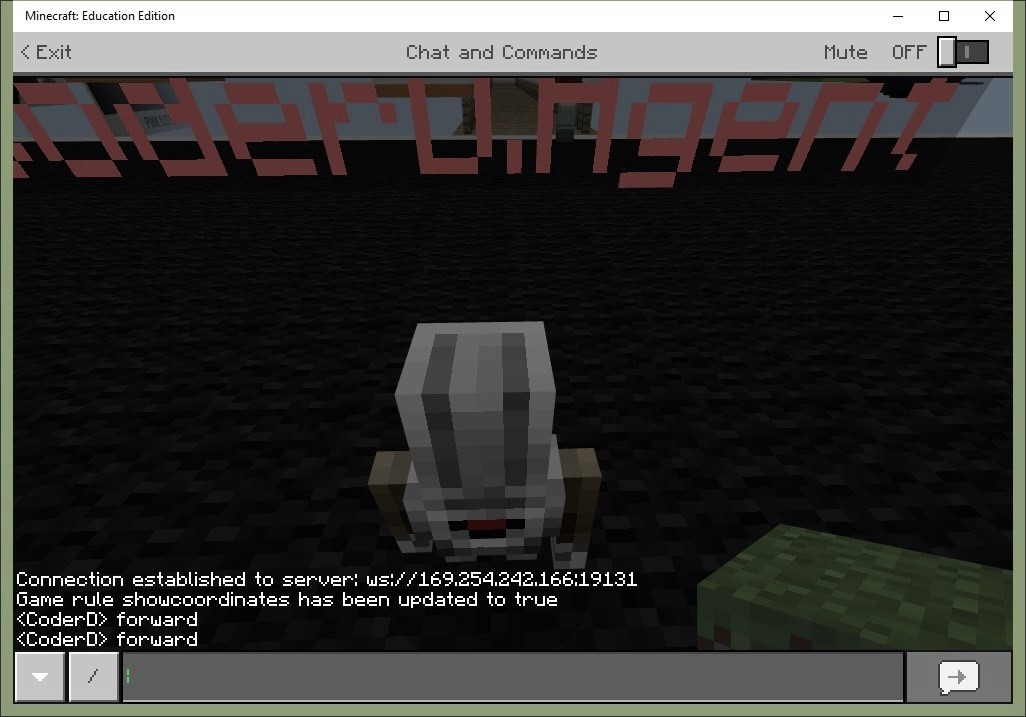 Minecraft: Education Edition
< Exit
Chat and Commands
Mute OFF
Connection established to server: ws://169.254.242.166:19131
Game rule showcoordinates has been updated to true
<CoderD> forward
<CoderD> forward
/